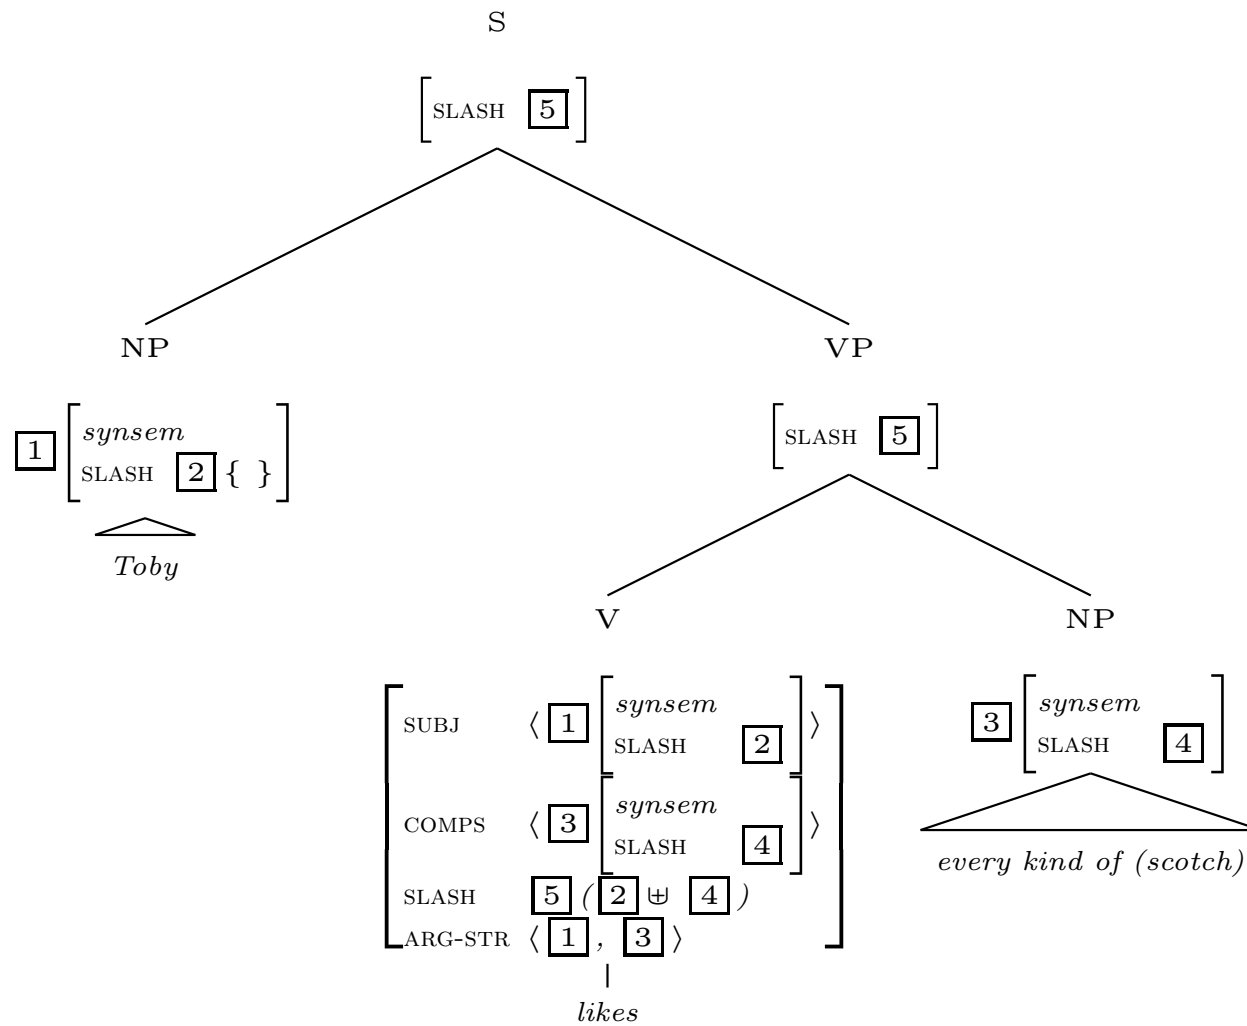 S
[SLASH 5]
NP VP
1 [synsem
SLASH 2 { }]
[SLASH 5]
Toby
V NP
SUBJ ⟨ 1 [synsem
SLASH 2] ⟩
COMPS ⟨ 3 [synsem
SLASH 4] ⟩
SLASH 5 ( 2 ⊎ 4 )
ARG-STR ⟨ 1 , 3 ⟩
3 [synsem
SLASH 4]
every kind of (scotch)
likes